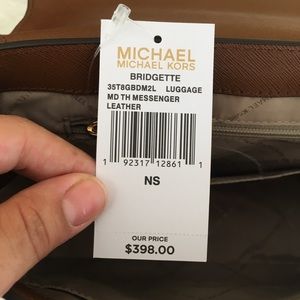 MICHAEL
MICHAEL KORS
BRIDGETTE
35T8GBDM2L LUGGAGE
MD TH MESSENGER
LEATHER
1 92317 12861 1
NS
OUR PRICE
$398.00